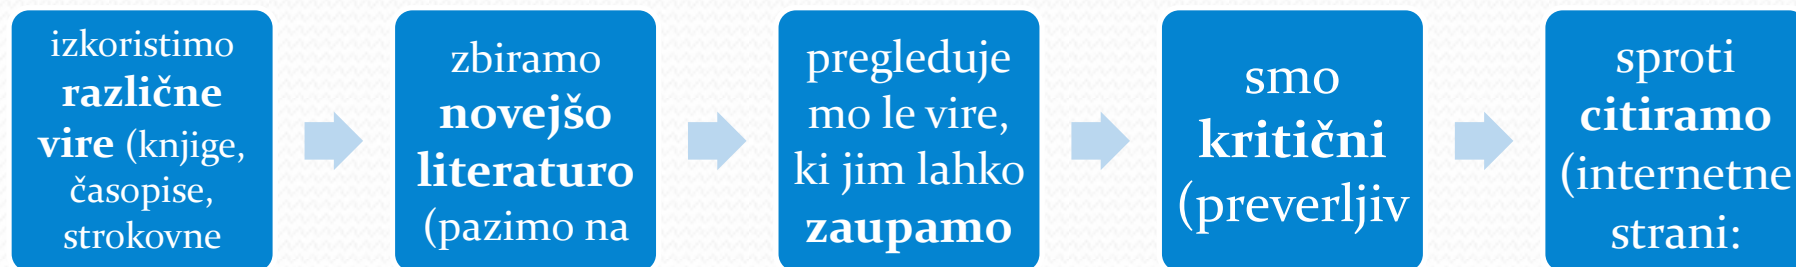 izkoristimo
različne
vire (knjige,
časopise,
strokovne
zbiramo
novejšo
literaturo
(pazimo na
pregleduje
mo le vire,
ki jim lahko
zaupamo
smo
kritični
(preverljiv
sproti
citiramo
(internetne
strani: